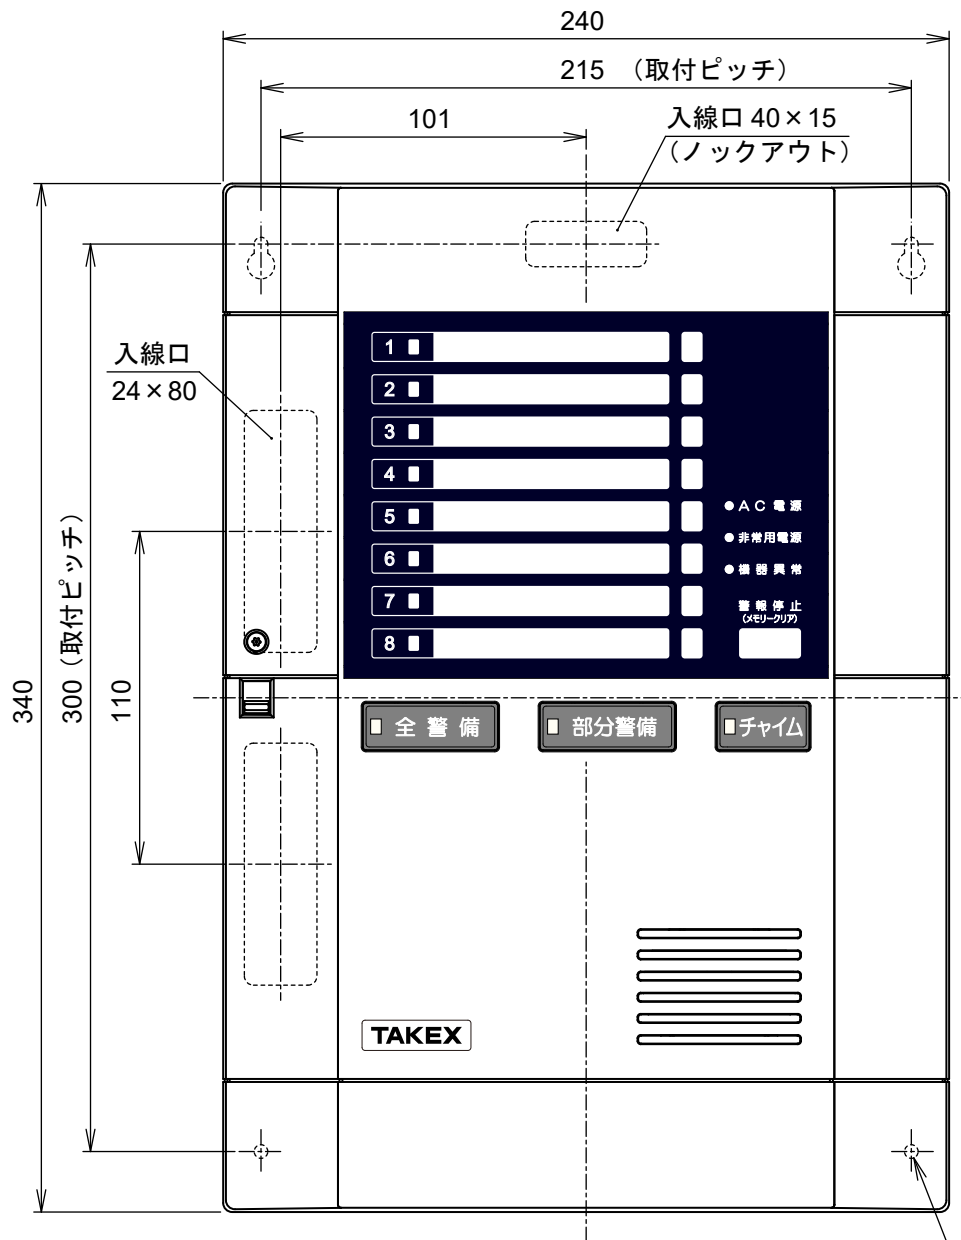 240
215 （取付ピッチ）
101
入線口 40×15
（ノックアウト）
入線口
24×80
340
300（取付ピッチ）
110
1
2
3
4
5
6
7
8
AC電源
非常用電源
機器異常
警報停止
(メモリークリア)
全警備
部分警備
チャイム
TAKEX